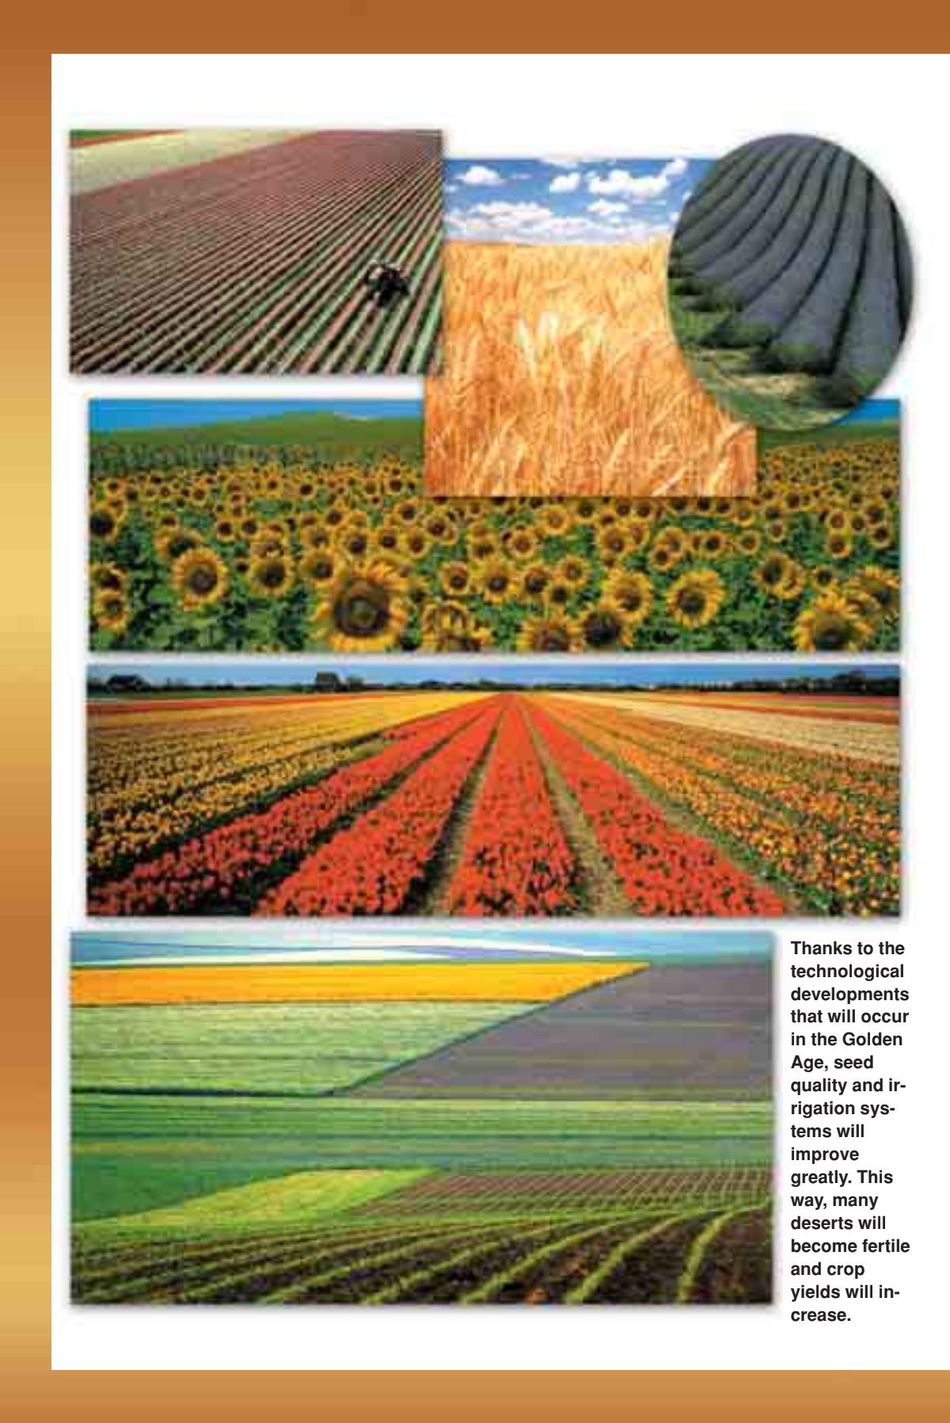 Thanks to the
technological
developments
that will occur
in the Golden
Age, seed
quality and ir-
rigation sys-
tems will
improve
greatly. This
way, many
deserts will
become fertile
and crop
yields will in-
crease.